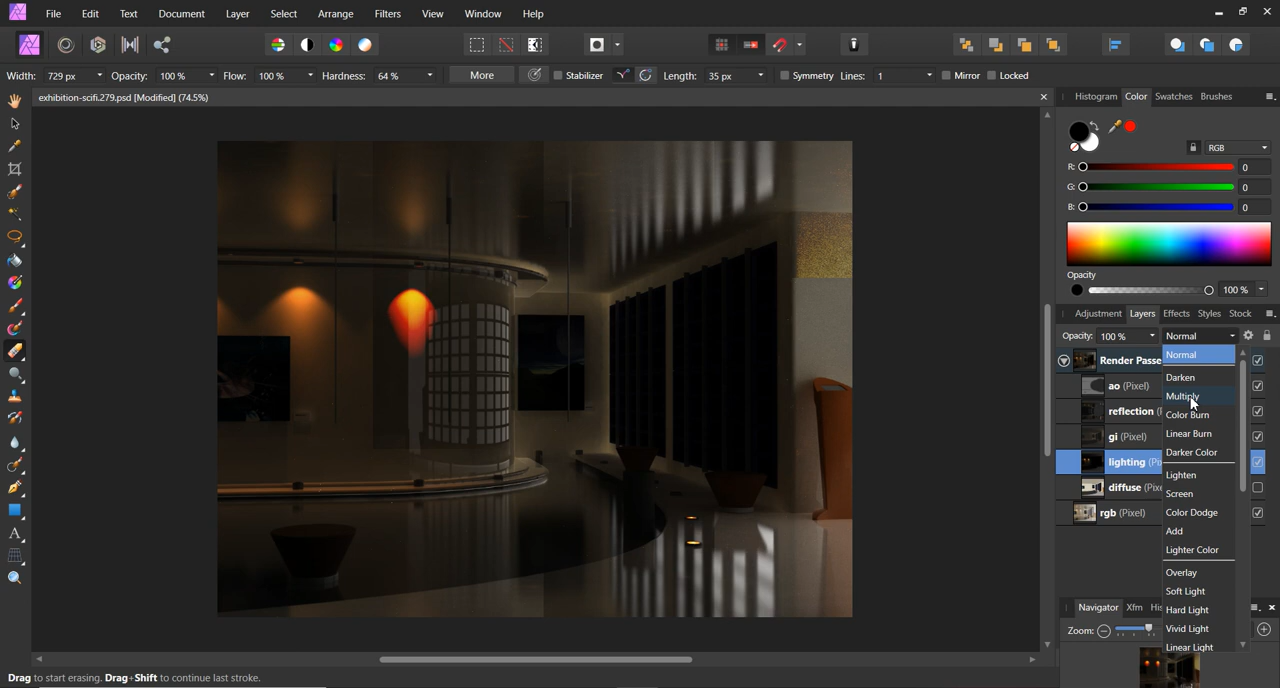 File Edit Text Document Layer Select Arrange Filters View Window Help
Width: 729 px Opacity: 100 % Flow: 100 % Hardness: 64 % More Stabilizer Length: 35 px Symmetry Lines: 1 Mirror Locked
exhibition-scifi.279.psd [Modified] (74.5%)
Histogram Color Swatches Brushes
RGB
R: 0
G: 0
B: 0
Opacity
100 %
Adjustment Layers Effects Styles Stock
Opacity: 100 % Normal
Normal
Render Passe
Darken
ao (Pixel)
Multiply
reflection (P
Color Burn
gi (Pixel)
Linear Burn
Darker Color
lighting (Pi
Lighten
diffuse (Pixe
Screen
rgb (Pixel)
Color Dodge
Add
Lighter Color
Overlay
Soft Light
Navigator Xfm His
Hard Light
Zoom:
Vivid Light
Linear Light
Drag to start erasing. Drag+Shift to continue last stroke.